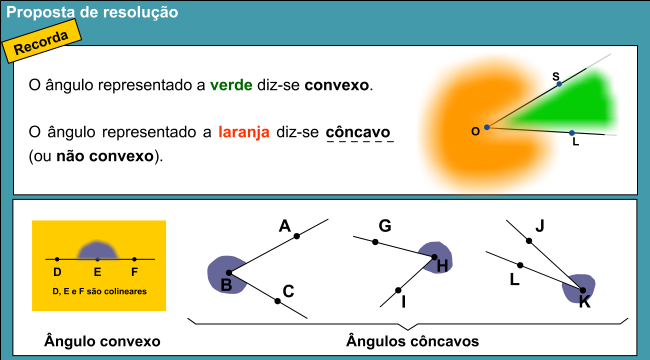 Proposta de resolução
Recorda
O ângulo representado a verde diz-se convexo.
O ângulo representado a laranja diz-se côncavo
(ou não convexo).
S
O
L
D E F
D, E e F são colineares
Ângulo convexo
A
B
C
G
H
I
J
L
K
Ângulos côncavos